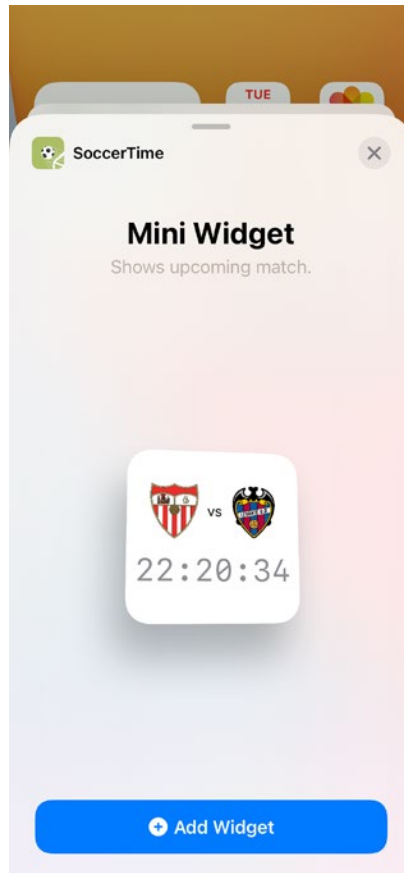 TUE
SoccerTime
Mini Widget
Shows upcoming match.
vs
22:20:34
Add Widget